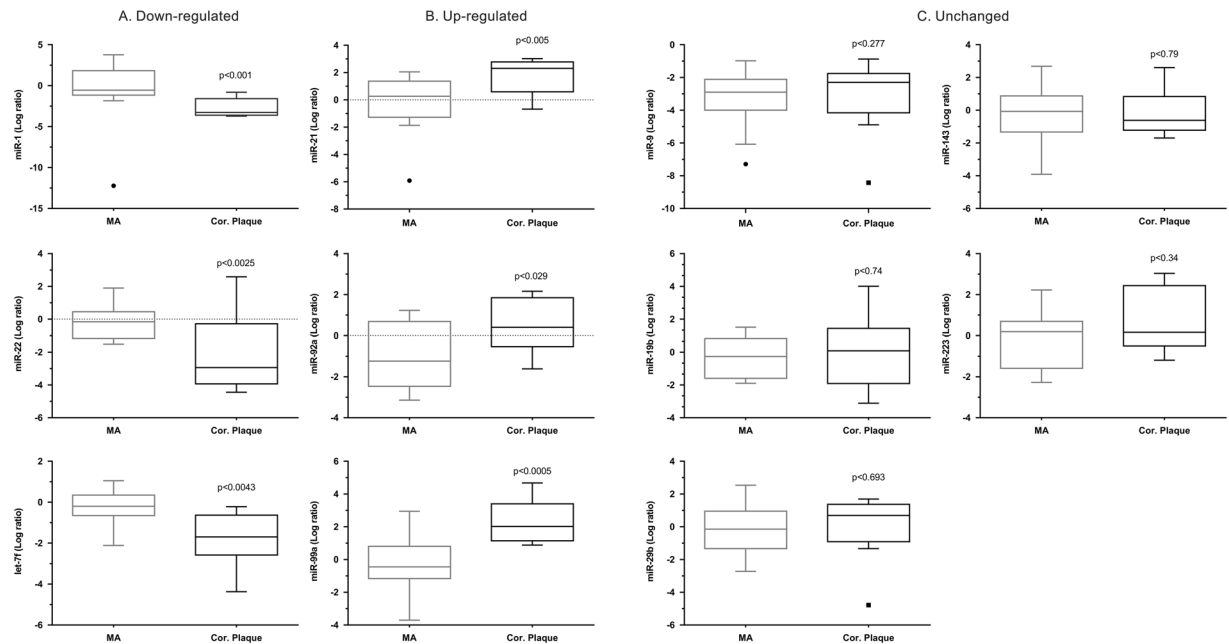 A. Down-regulated
B. Up-regulated
C. Unchanged
miR-1 (Log ratio)
5
0
-5
-10
-15
p<0.001
MA
Cor. Plaque
miR-21 (Log ratio)
4
2
0
-2
-4
-6
-8
p<0.005
MA
Cor. Plaque
miR-9 (Log ratio)
0
-2
-4
-6
-8
-10
p<0.277
MA
Cor. Plaque
miR-143 (Log ratio)
4
2
0
-2
-4
-6
p<0.79
MA
Cor. Plaque
miR-22 (Log ratio)
4
2
0
-2
-4
-6
p<0.0025
MA
Cor. Plaque
miR-92a (Log ratio)
4
2
0
-2
-4
p<0.029
MA
Cor. Plaque
miR-19b (Log ratio)
6
4
2
0
-2
-4
p<0.74
MA
Cor. Plaque
miR-223 (Log ratio)
4
2
0
-2
-4
p<0.34
MA
Cor. Plaque
let-7f (Log ratio)
2
0
-2
-4
-6
p<0.0043
MA
Cor. Plaque
miR-99a (Log ratio)
6
4
2
0
-2
-4
p<0.0005
MA
Cor. Plaque
miR-29b (Log ratio)
4
2
0
-2
-4
-6
p<0.693
MA
Cor. Plaque